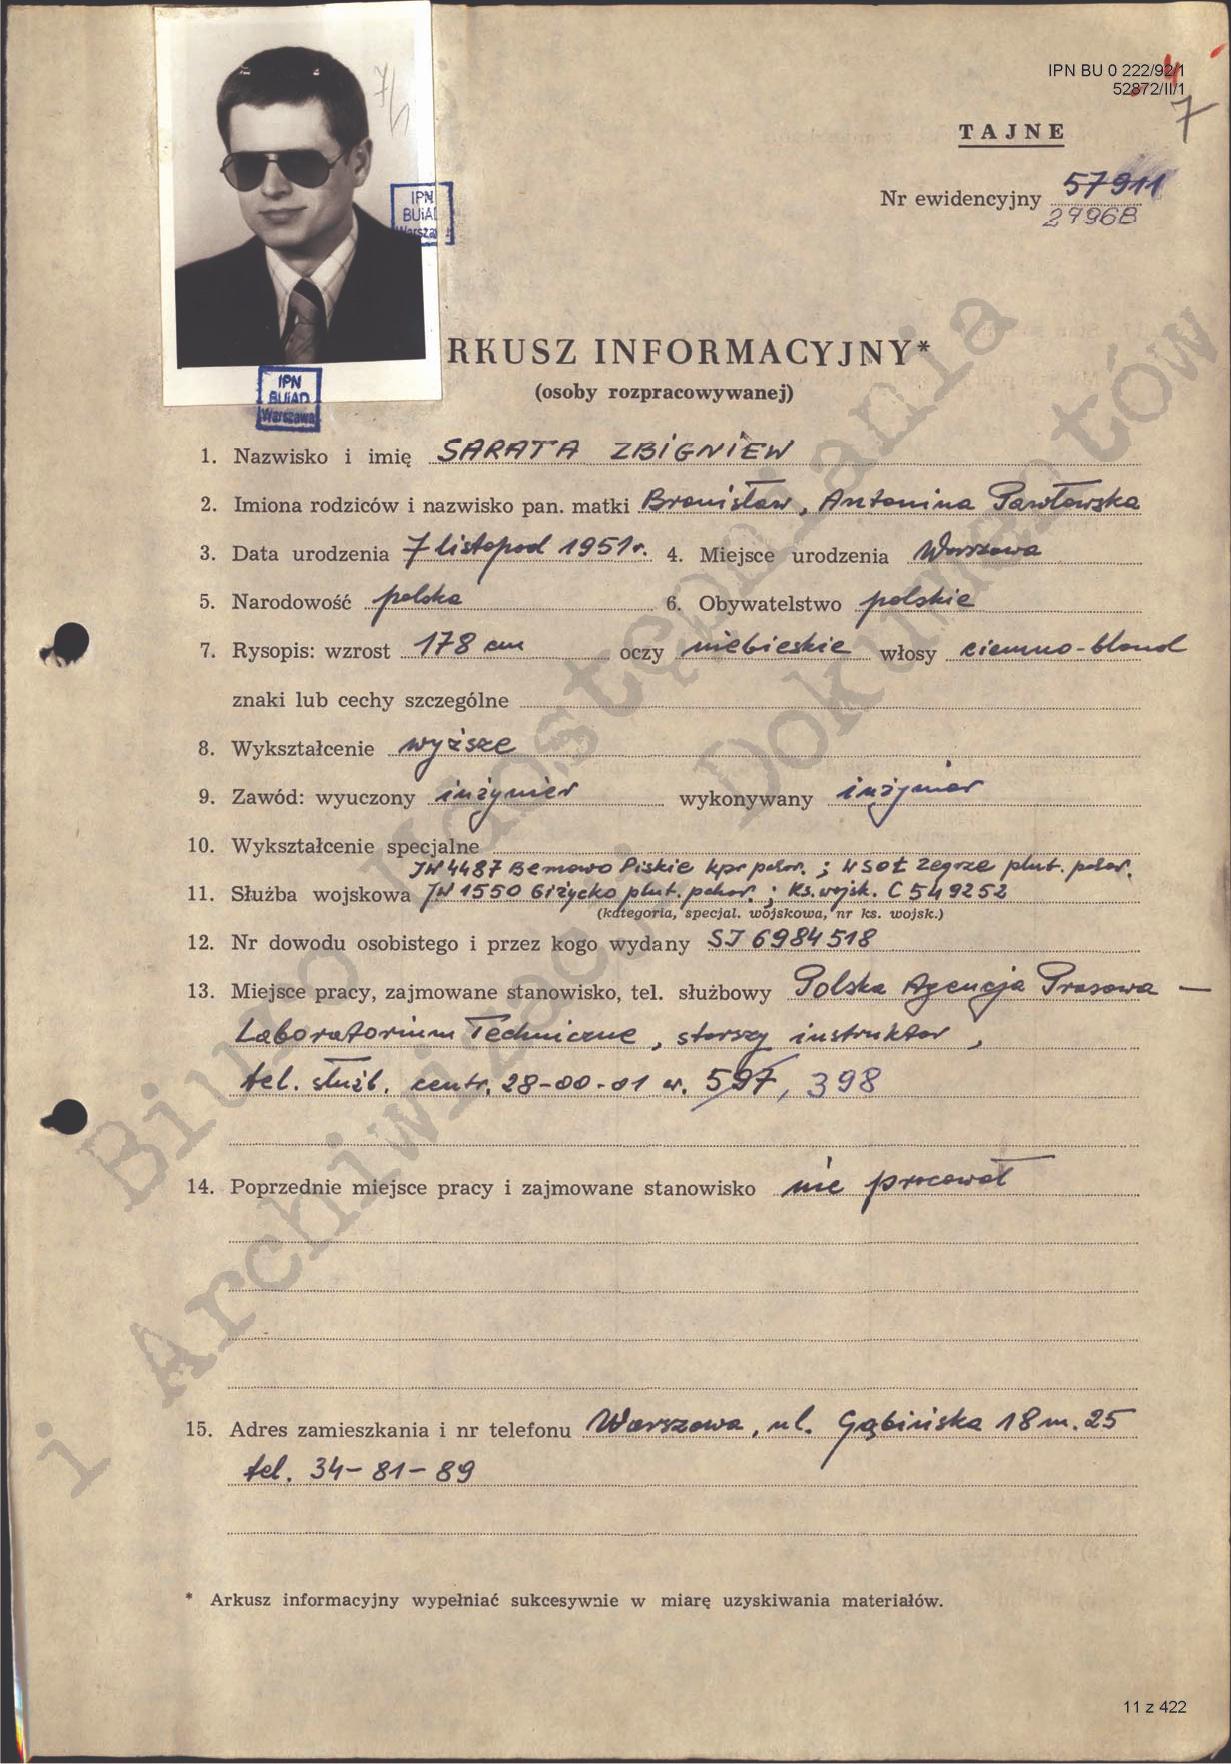 IPN BU 0 222/92/1
52872/II/1
7
TAJNE
Nr ewidencyjny 57911
27968
IPN
BUiAD
Warszawa
RKUSZ INFORMACYJNY*
(osoby rozpracowywanej)
IPN
BUiAD
Warszawa
1. Nazwisko i imię SARATA ZBIGNIEW
2. Imiona rodziców i nazwisko pan. matki Bronisław, Antonina Pawłowska
3. Data urodzenia 7 listopad 1951 r. 4. Miejsce urodzenia Warszawa
5. Narodowość polska 6. Obywatelstwo polskie
7. Rysopis: wzrost 178 cm oczy niebieskie włosy ciemno-blond
znaki lub cechy szczególne
8. Wykształcenie wyższe
9. Zawód: wyuczony inżynier wykonywany inżynier
10. Wykształcenie specjalne
JW 4487 Bemowo Piskie kpr pchor. ; WSOŁ Zegrze plut. pchor.
11. Służba wojskowa JW 1550 Giżycko plut. pchor. ; Ks. wojsk. C 549252
(kategoria, specjal. wojskowa, nr ks. wojsk.)
12. Nr dowodu osobistego i przez kogo wydany SJ 6984518
13. Miejsce pracy, zajmowane stanowisko, tel. służbowy Polska Agencja Prasowa —
Laboratorium Techniczne, starszy instruktor,
tel. służb. centr. 28-00-01 w. 597, 398
14. Poprzednie miejsce pracy i zajmowane stanowisko nie pracował
15. Adres zamieszkania i nr telefonu Warszawa, ul. Gąbińska 18 m. 25
tel. 34-81-89
* Arkusz informacyjny wypełniać sukcesywnie w miarę uzyskiwania materiałów.
11 z 422
Biuro Udostępniania
i Archiwizacji Dokumentów